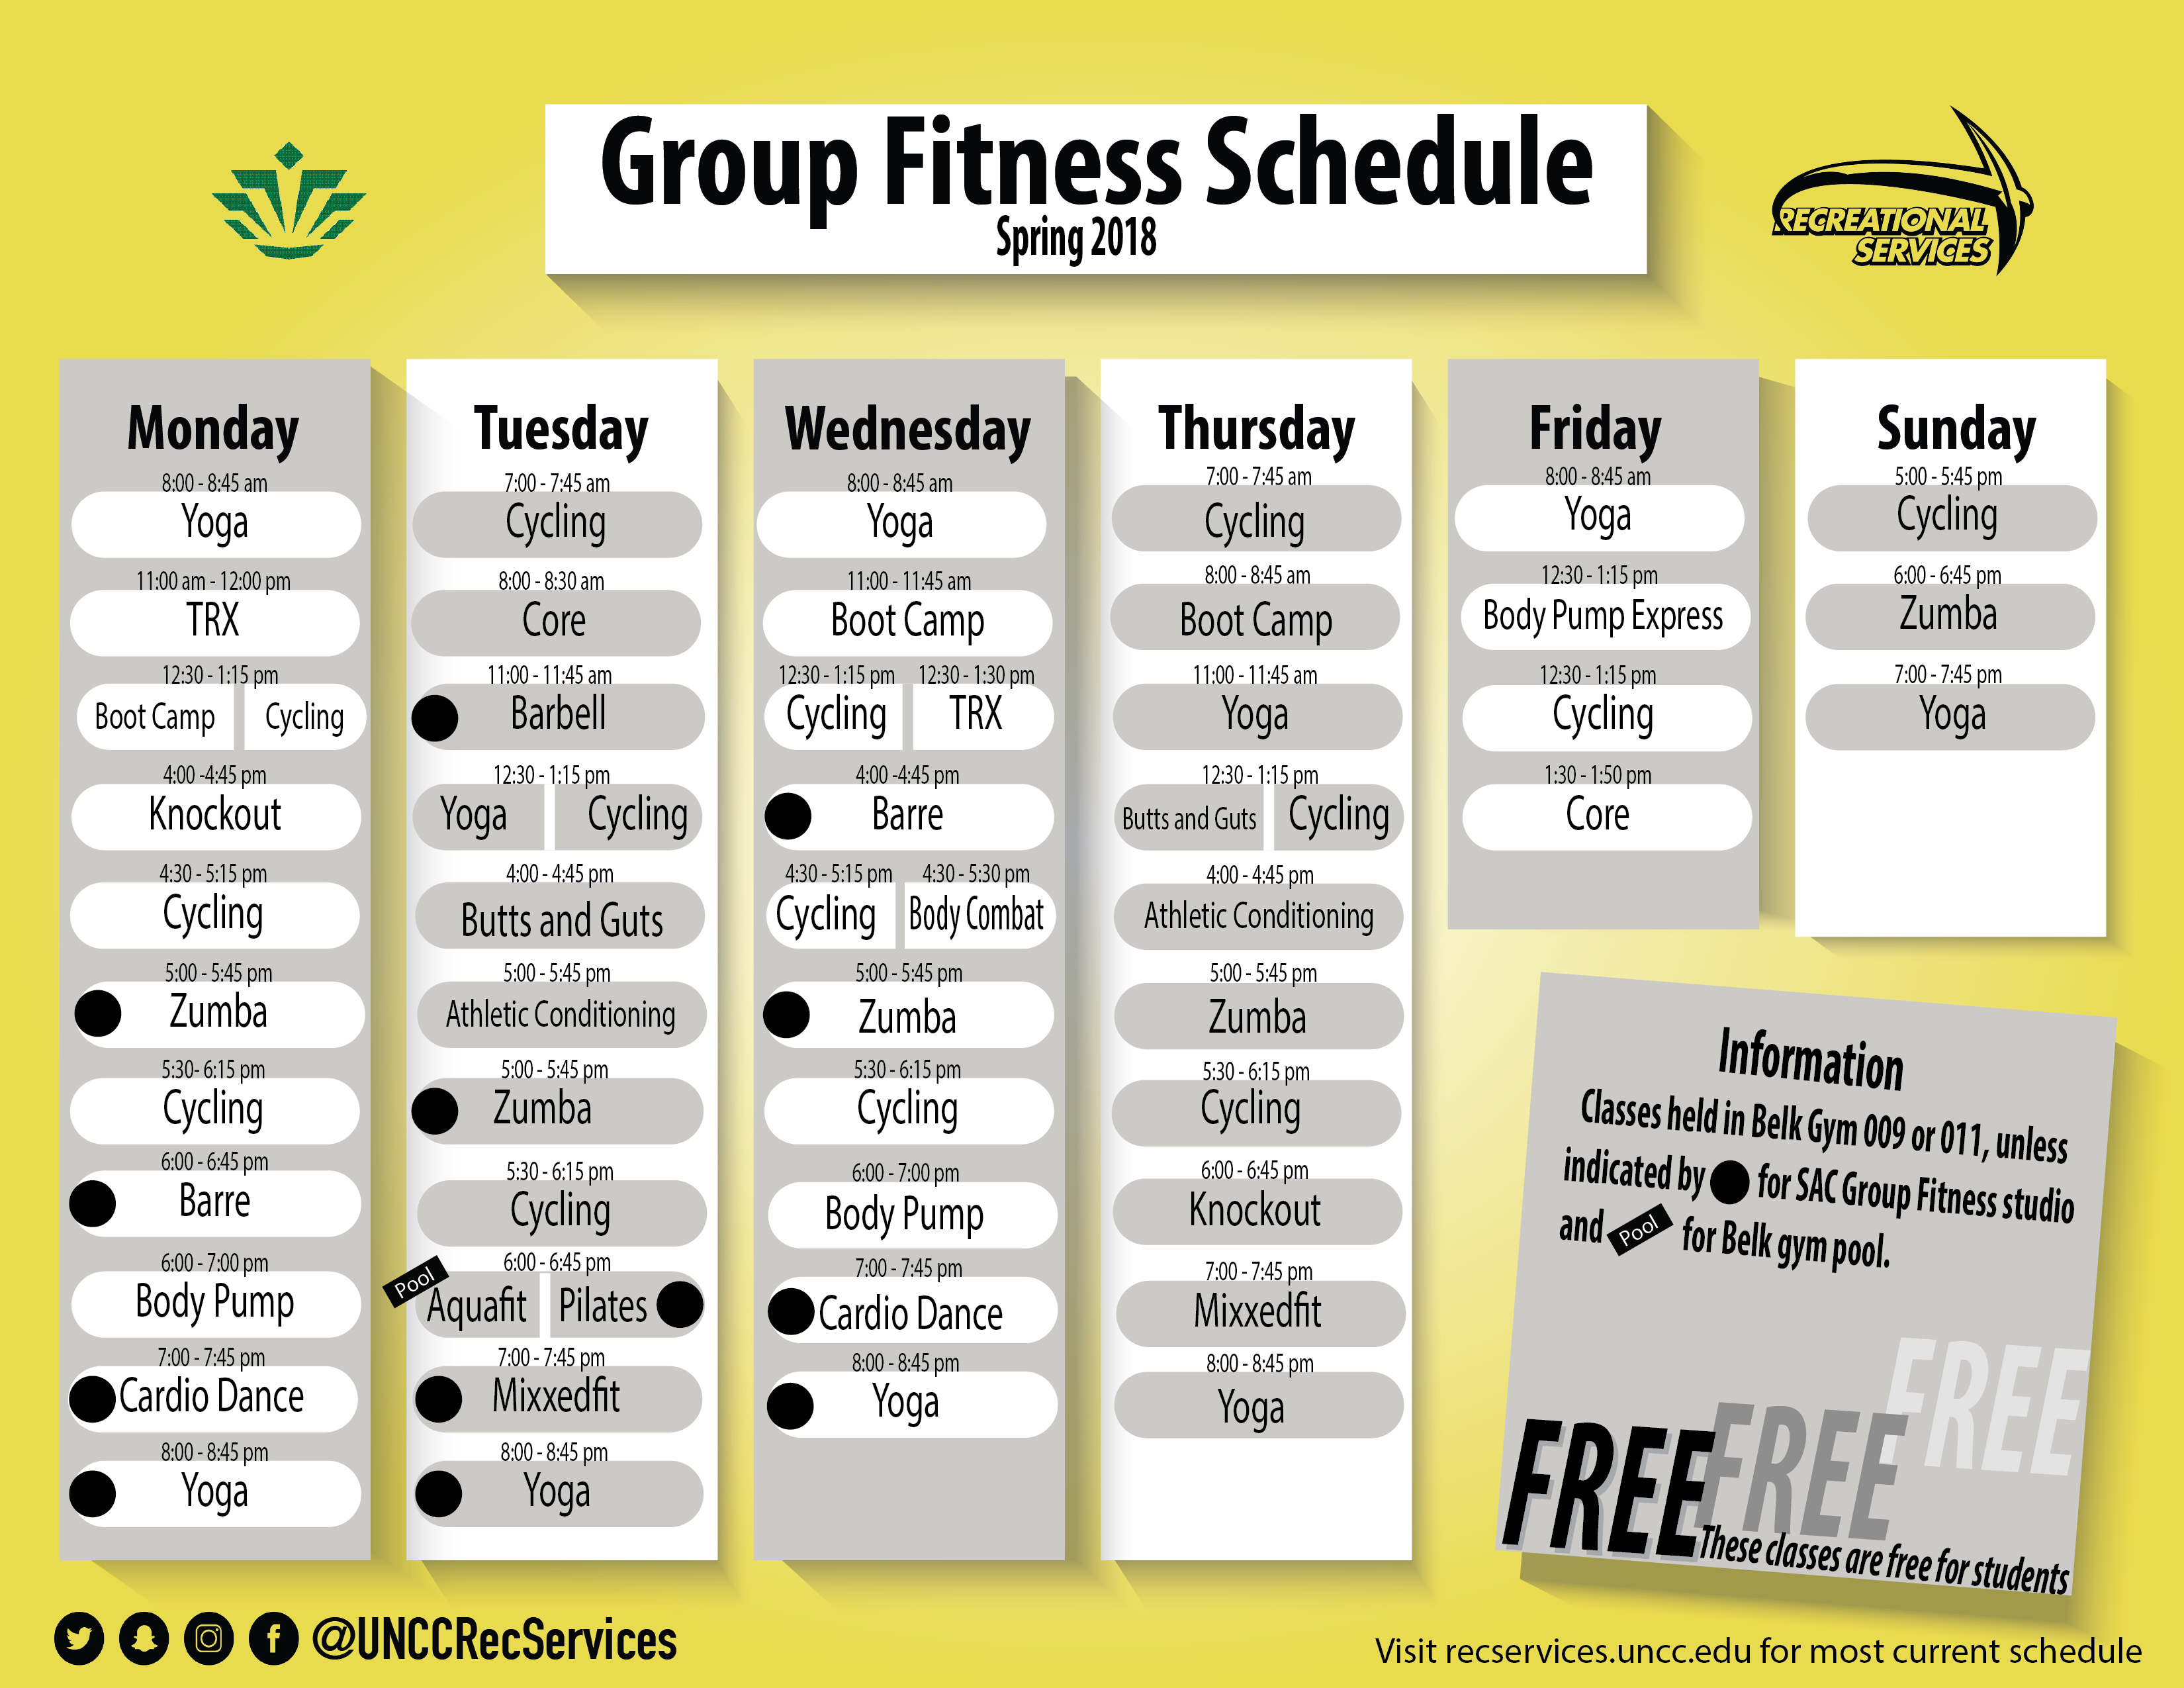 Group Fitness Schedule
Spring 2018
RECREATIONAL
SERVICES
Monday
8:00 - 8:45 am
Yoga
11:00 am - 12:00 pm
TRX
12:30 - 1:15 pm
Boot Camp Cycling
4:00 -4:45 pm
Knockout
4:30 - 5:15 pm
Cycling
5:00 - 5:45 pm
Zumba
5:30- 6:15 pm
Cycling
6:00 - 6:45 pm
Barre
6:00 - 7:00 pm
Body Pump
7:00 - 7:45 pm
Cardio Dance
8:00 - 8:45 pm
Yoga
Tuesday
7:00 - 7:45 am
Cycling
8:00 - 8:30 am
Core
11:00 - 11:45 am
Barbell
12:30 - 1:15 pm
Yoga Cycling
4:00 - 4:45 pm
Butts and Guts
5:00 - 5:45 pm
Athletic Conditioning
5:00 - 5:45 pm
Zumba
5:30 - 6:15 pm
Cycling
6:00 - 6:45 pm
Pool
Aquafit Pilates
7:00 - 7:45 pm
Mixxedfit
8:00 - 8:45 pm
Yoga
Wednesday
8:00 - 8:45 am
Yoga
11:00 - 11:45 am
Boot Camp
12:30 - 1:15 pm 12:30 - 1:30 pm
Cycling TRX
4:00 -4:45 pm
Barre
4:30 - 5:15 pm 4:30 - 5:30 pm
Cycling Body Combat
5:00 - 5:45 pm
Zumba
5:30 - 6:15 pm
Cycling
6:00 - 7:00 pm
Body Pump
7:00 - 7:45 pm
Cardio Dance
8:00 - 8:45 pm
Yoga
Thursday
7:00 - 7:45 am
Cycling
8:00 - 8:45 am
Boot Camp
11:00 - 11:45 am
Yoga
12:30 - 1:15 pm
Butts and Guts Cycling
4:00 - 4:45 pm
Athletic Conditioning
5:00 - 5:45 pm
Zumba
5:30 - 6:15 pm
Cycling
6:00 - 6:45 pm
Knockout
7:00 - 7:45 pm
Mixxedfit
8:00 - 8:45 pm
Yoga
Friday
8:00 - 8:45 am
Yoga
12:30 - 1:15 pm
Body Pump Express
12:30 - 1:15 pm
Cycling
1:30 - 1:50 pm
Core
Sunday
5:00 - 5:45 pm
Cycling
6:00 - 6:45 pm
Zumba
7:00 - 7:45 pm
Yoga
Information
Classes held in Belk Gym 009 or 011, unless
indicated by for SAC Group Fitness studio
and Pool for Belk gym pool.
FREE FREE FREE
These classes are free for students
@UNCCRecServices
Visit recservices.uncc.edu for most current schedule